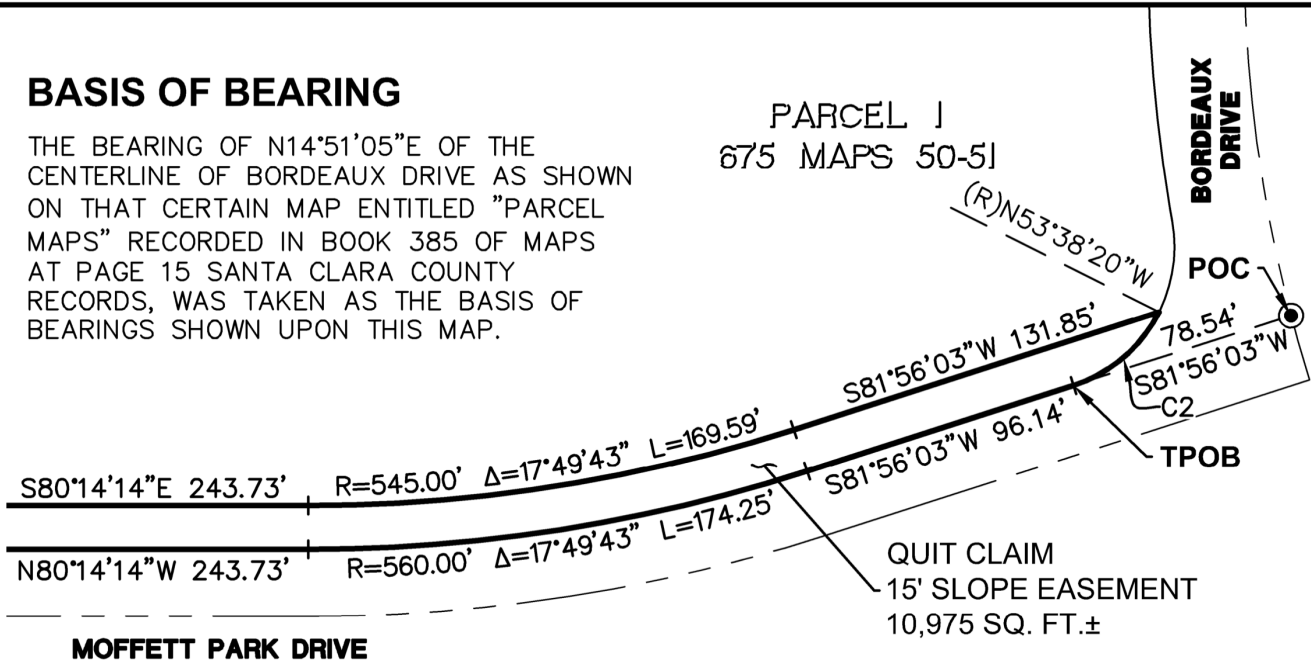 BASIS OF BEARING
THE BEARING OF N14°51'05"E OF THE
CENTERLINE OF BORDEAUX DRIVE AS SHOWN
ON THAT CERTAIN MAP ENTITLED "PARCEL
MAPS" RECORDED IN BOOK 385 OF MAPS
AT PAGE 15 SANTA CLARA COUNTY
RECORDS, WAS TAKEN AS THE BASIS OF
BEARINGS SHOWN UPON THIS MAP.
PARCEL 1
675 MAPS 50-51
(R)N53°38'20"W
BORDEAUX
DRIVE
POC
78.54'
S81°56'03"W
C2
TPOB
S81°56'03"W 131.85'
S81°56'03"W 96.14'
R=545.00' Δ=17°49'43" L=169.59'
S80°14'14"E 243.73'
R=560.00' Δ=17°49'43" L=174.25'
N80°14'14"W 243.73'
QUIT CLAIM
15' SLOPE EASEMENT
10,975 SQ. FT.±
MOFFETT PARK DRIVE